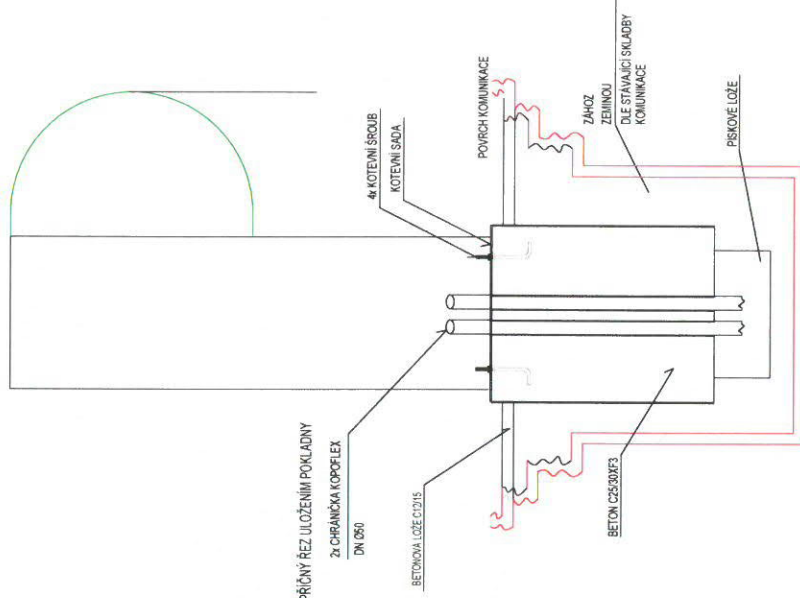 PŘÍČNÝ ŘEZ ULOŽENÍM POKLADNY
2x CHRÁNIČKA KOPOFLEX
DN Ø50
4x KOTEVNÍ ŠROUB
KOTEVNÍ SADA
POVRCH KOMUNIKACE
ZÁHOZ
ZEMINOU
DLE STÁVAJÍCÍ SKLADBY
KOMUNIKACE
PÍSKOVÉ LOŽE
BETONOVÁ LOŽE C12/15
BETON C25/30XF3